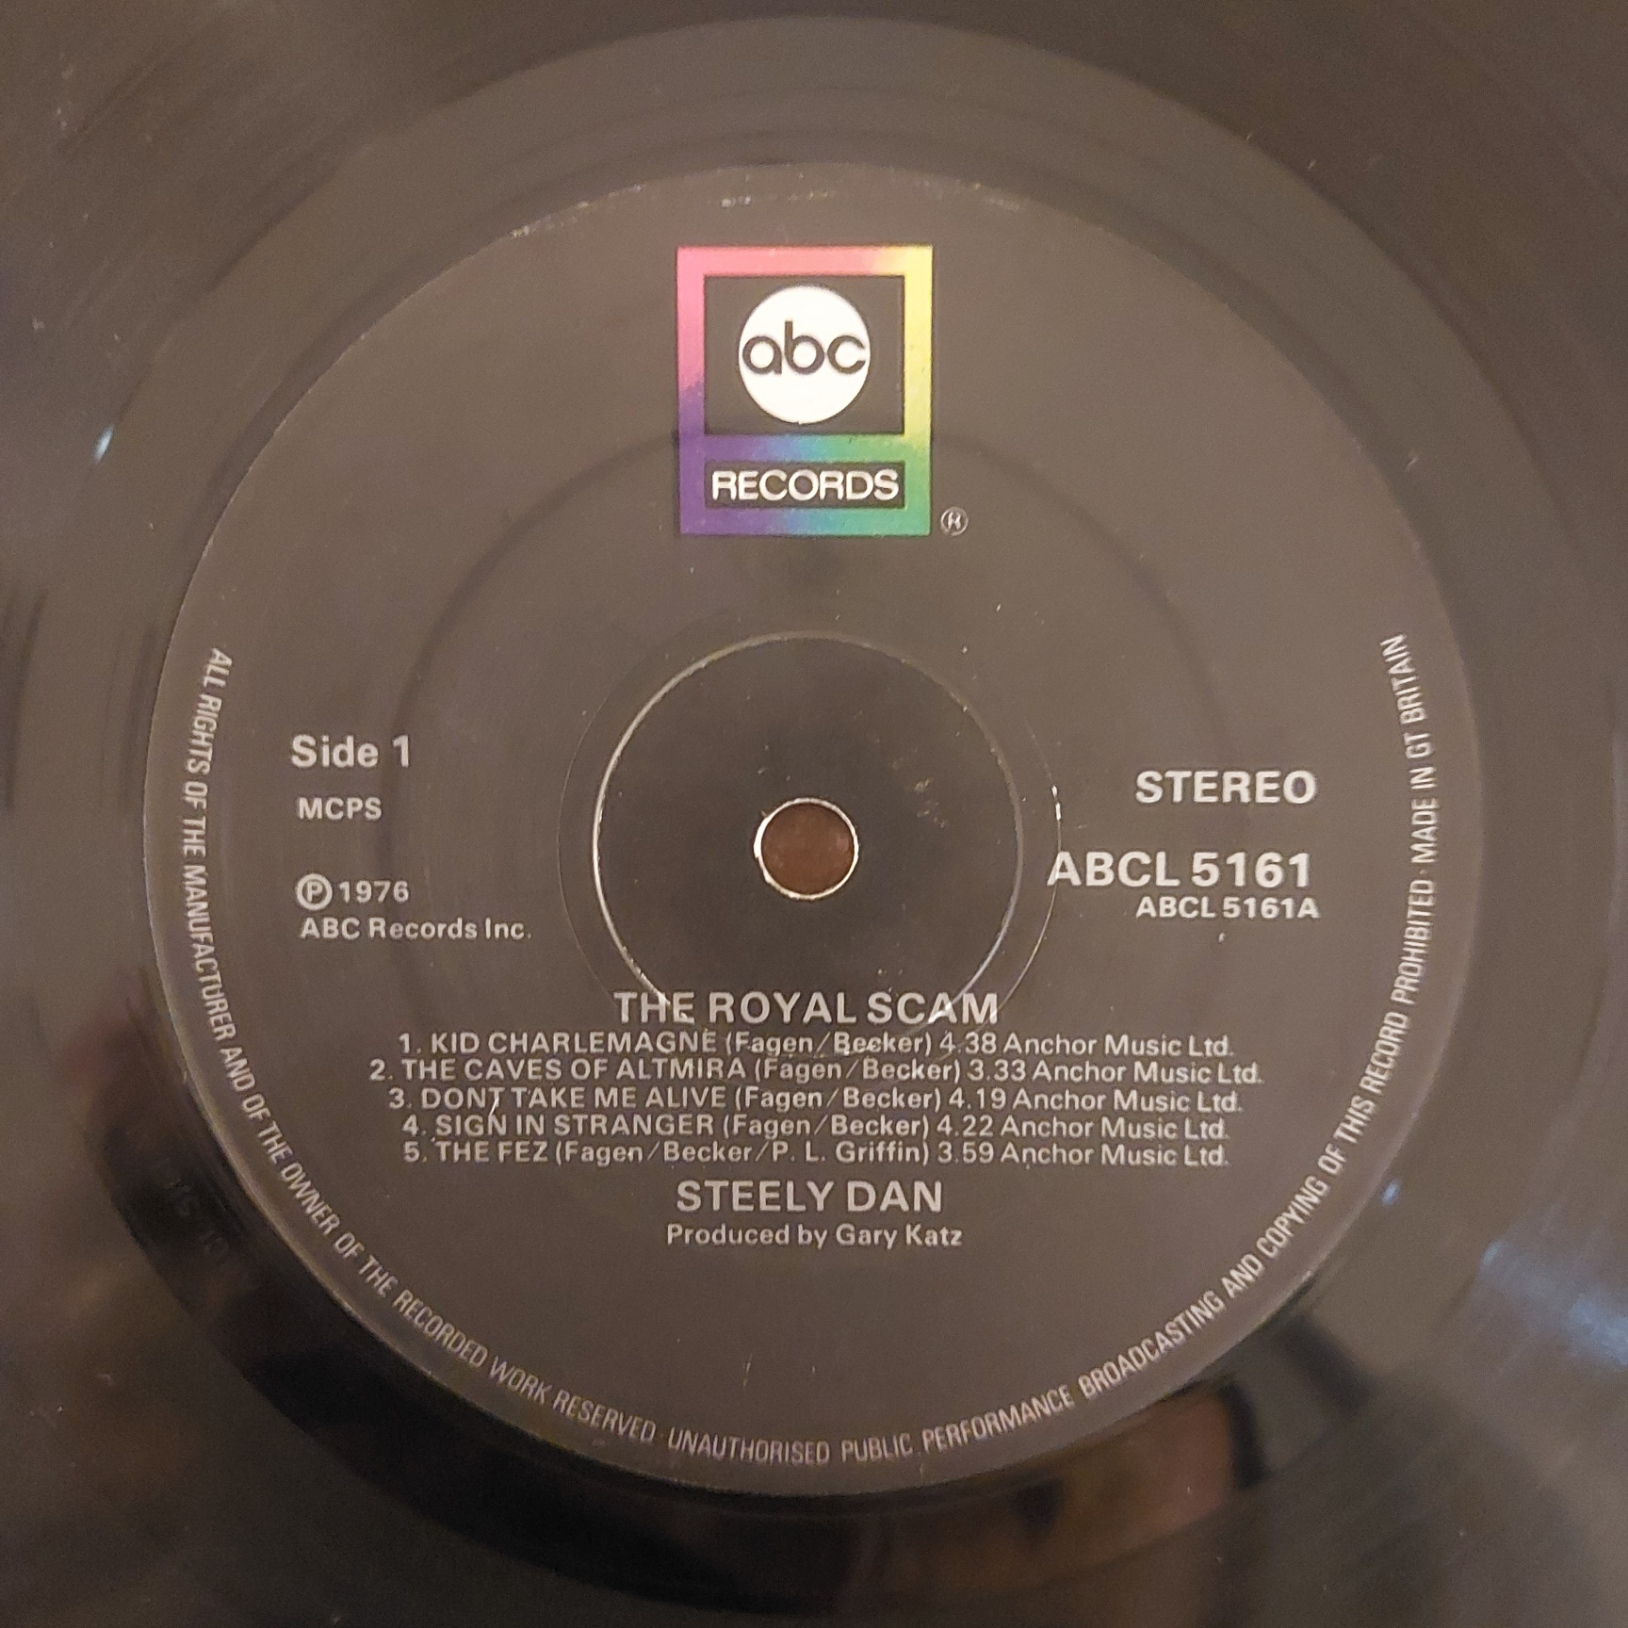 abc
RECORDS
®
Side 1
MCPS
Ⓟ 1976
ABC Records Inc.
STEREO
ABCL 5161
ABCL 5161A
THE ROYAL SCAM
1. KID CHARLEMAGNE (Fagen/Becker) 4.38 Anchor Music Ltd.
2. THE CAVES OF ALTMIRA (Fagen/Becker) 3.33 Anchor Music Ltd.
3. DONT TAKE ME ALIVE (Fagen/Becker) 4.19 Anchor Music Ltd.
4. SIGN IN STRANGER (Fagen/Becker) 4.22 Anchor Music Ltd.
5. THE FEZ (Fagen/Becker/P. L. Griffin) 3.59 Anchor Music Ltd.
STEELY DAN
Produced by Gary Katz
ALL RIGHTS OF THE MANUFACTURER AND OF THE OWNER OF THE RECORDED WORK RESERVED · UNAUTHORISED PUBLIC PERFORMANCE BROADCASTING AND COPYING OF THIS RECORD PROHIBITED · MADE IN GT BRITAIN